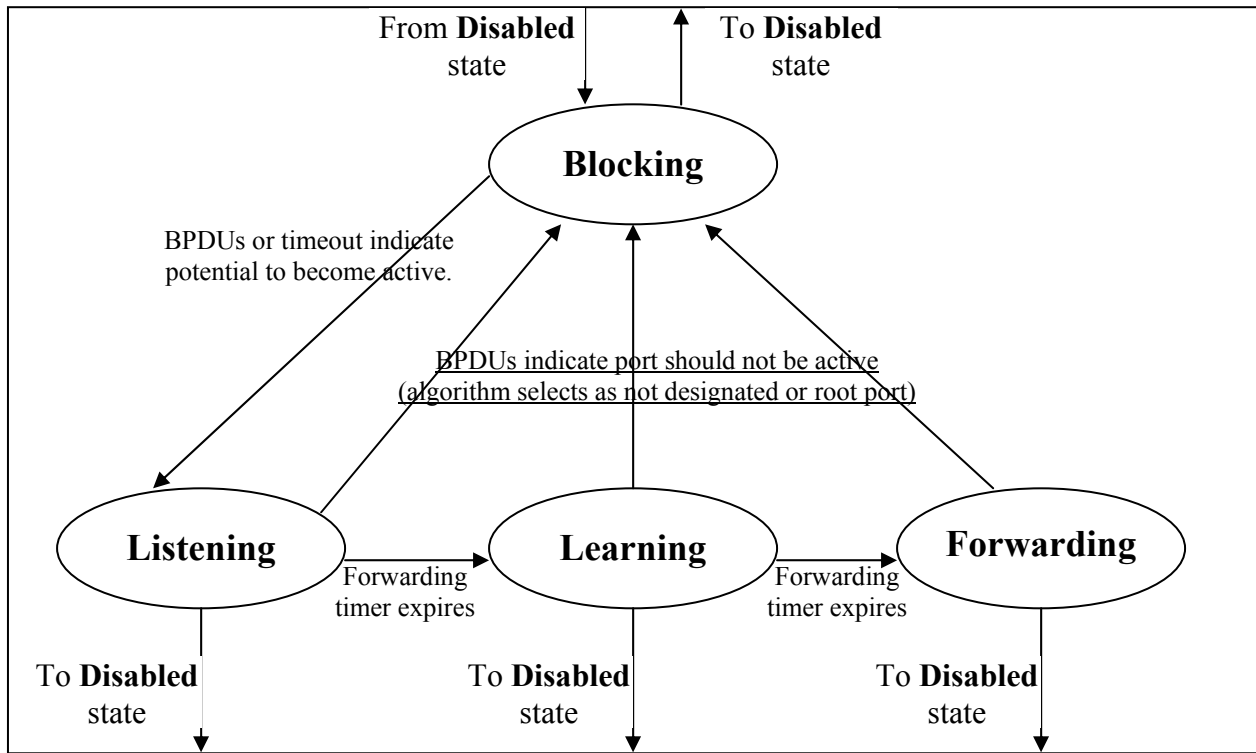 From Disabled
state
To Disabled
state
Blocking
BPDUs or timeout indicate
potential to become active.
BPDUs indicate port should not be active
(algorithm selects as not designated or root port)
Listening
Learning
Forwarding
Forwarding
timer expires
Forwarding
timer expires
To Disabled
state
To Disabled
state
To Disabled
state